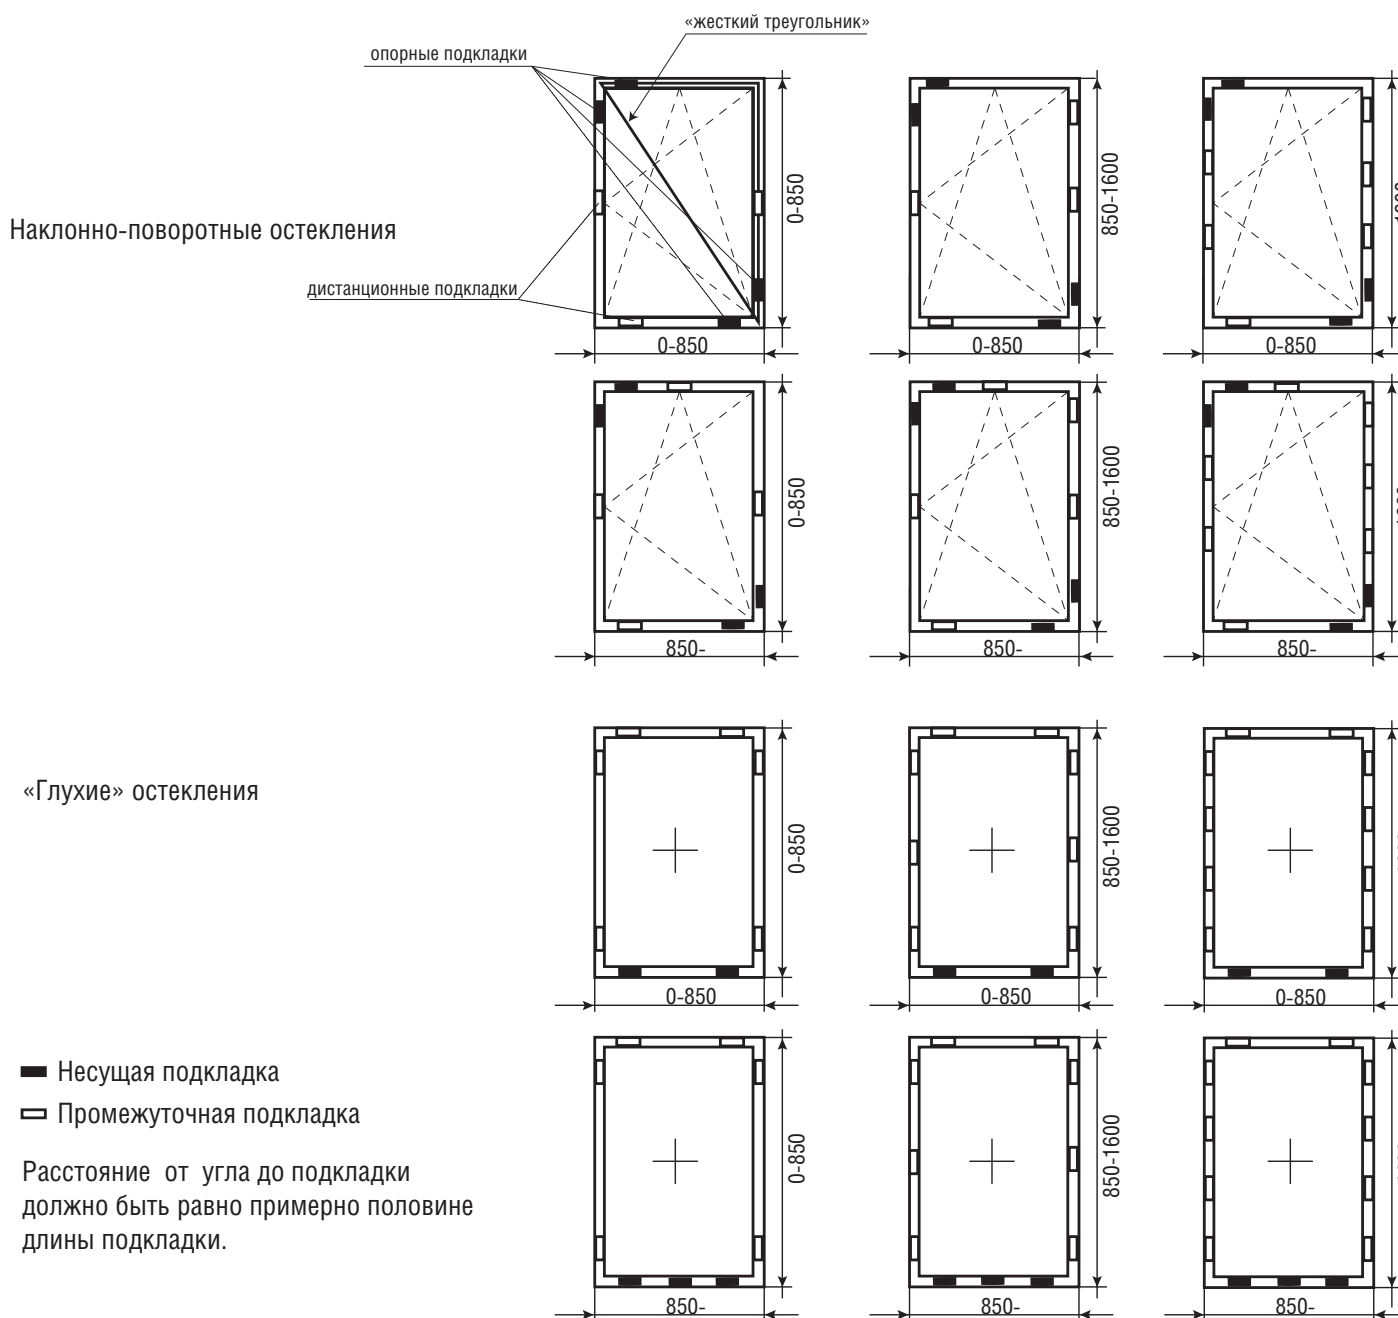 «жесткий треугольник»
опорные подкладки
0-850
850-1600
Наклонно-поворотные остекления
дистанционные подкладки
0-850
0-850
0-850
0-850
850-1600
850-
850-
850-
«Глухие» остекления
0-850
850-1600
0-850
0-850
0-850
Несущая подкладка
Промежуточная подкладка
0-850
850-1600
Расстояние от угла до подкладки
должно быть равно примерно половине
длины подкладки.
850-
850-
850-